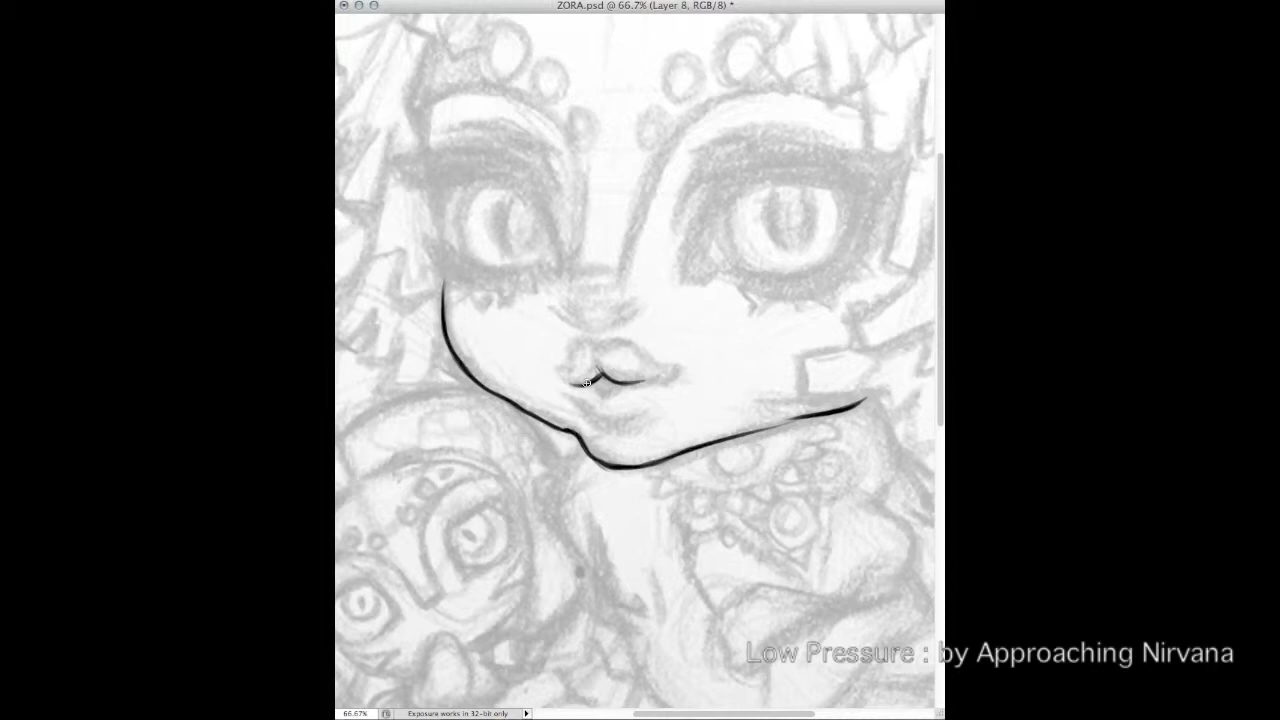 ZORA.psd @ 66.7% (Layer 8, RGB/8) *
Low Pressure : by Approaching Nirvana
66.67%
Exposure works in 32-bit only